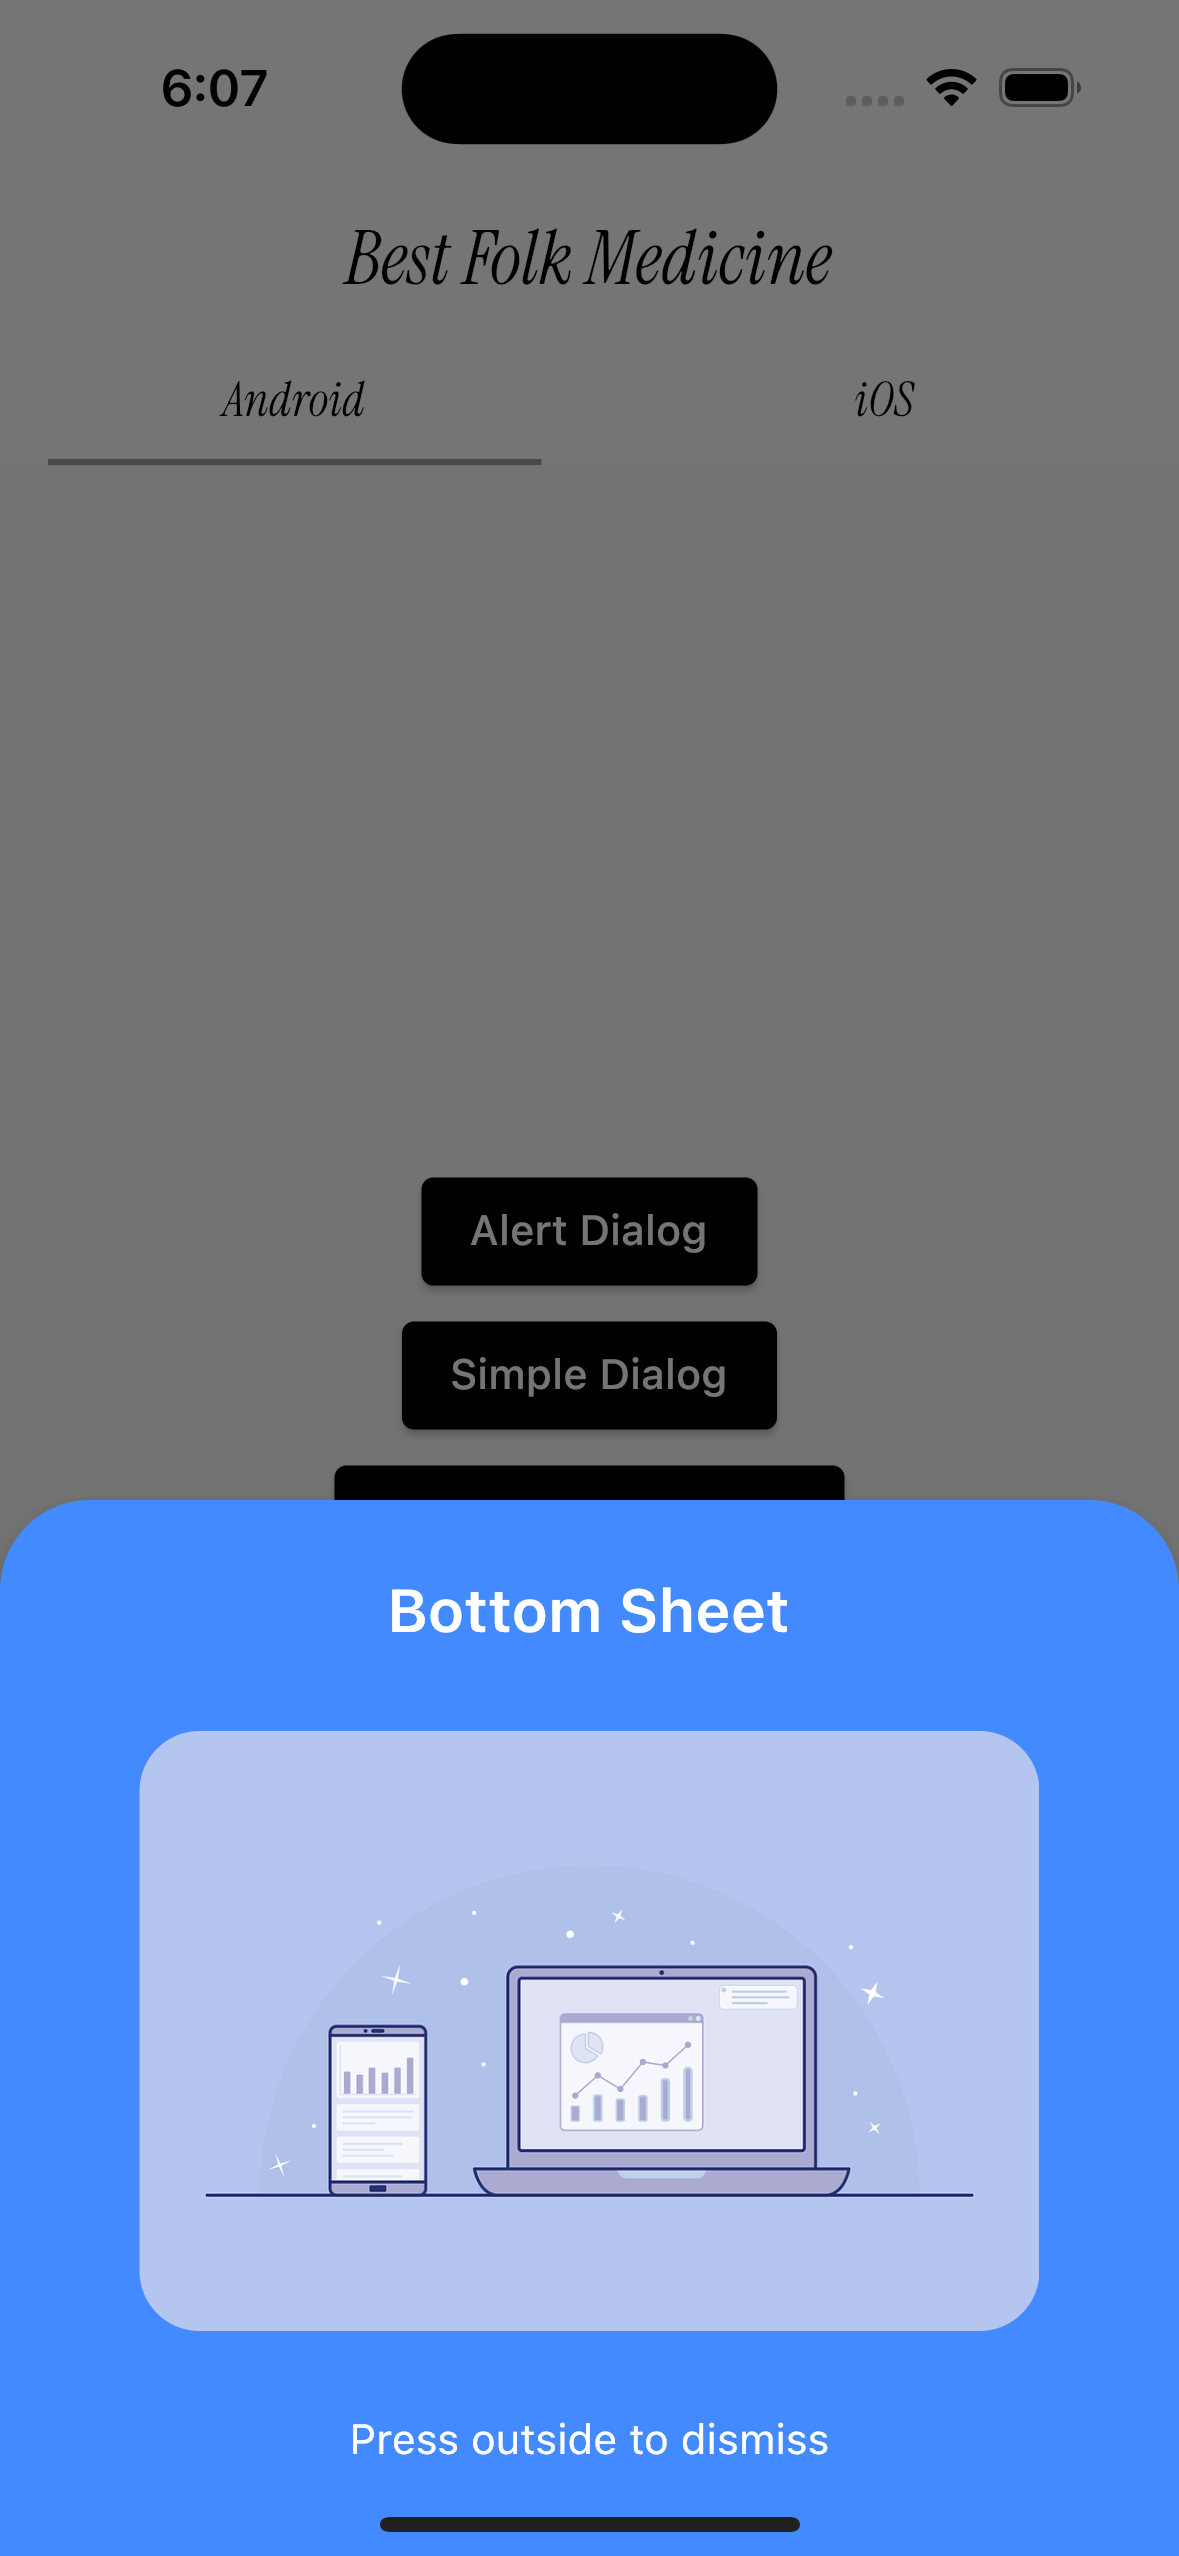 6:07
Best Folk Medicine
Android
iOS
Alert Dialog
Simple Dialog
Bottom Sheet
Press outside to dismiss